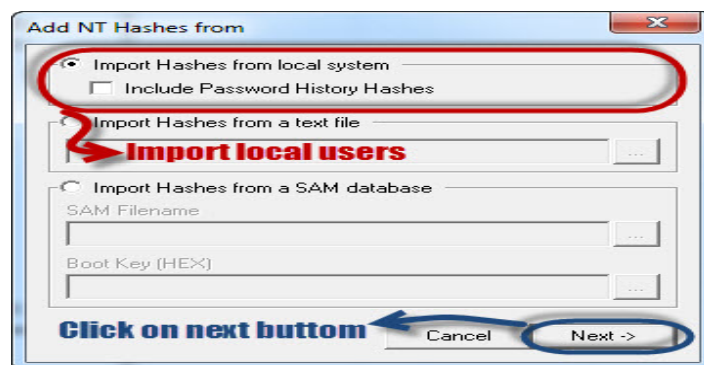 Add NT Hashes from
Import Hashes from local system
Include Password History Hashes
Import Hashes from a text file
Import local users
...
Import Hashes from a SAM database
SAM Filename
...
Boot Key (HEX)
...
Click on next buttom
Cancel
Next ->